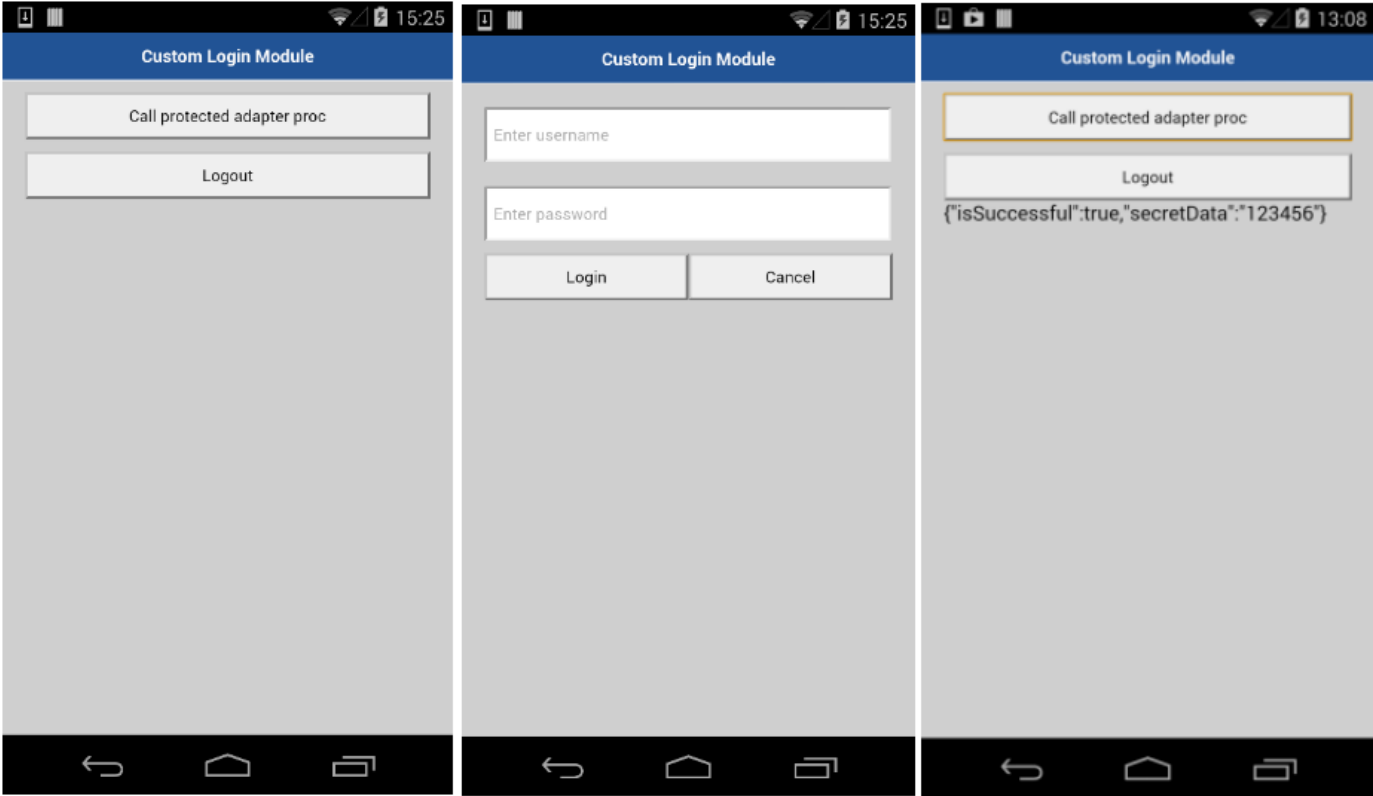 15:25
Custom Login Module
Call protected adapter proc
Logout
15:25
Custom Login Module
Enter username
Enter password
Login Cancel
13:08
Custom Login Module
Call protected adapter proc
Logout
{"isSuccessful":true,"secretData":"123456"}